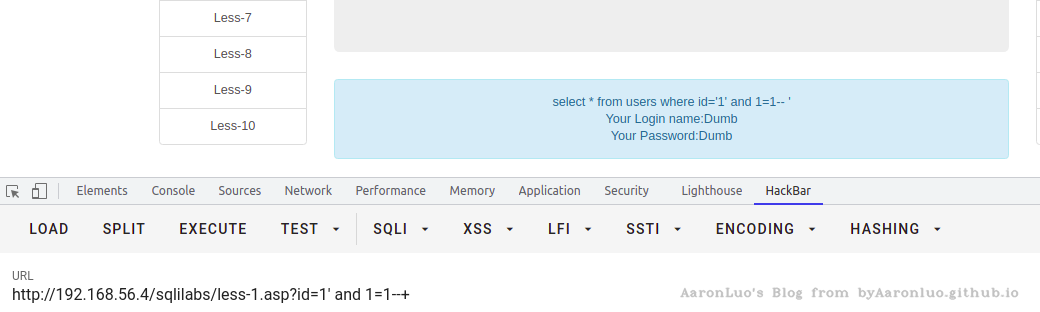 Less-7
Less-8
Less-9
Less-10
select * from users where id='1' and 1=1-- '
Your Login name:Dumb
Your Password:Dumb
Elements Console Sources Network Performance Memory Application Security Lighthouse HackBar
LOAD SPLIT EXECUTE TEST SQLI XSS LFI SSTI ENCODING HASHING
URL
http://192.168.56.4/sqlilabs/less-1.asp?id=1' and 1=1--+
AaronLuo's Blog from byAaronluo.github.io